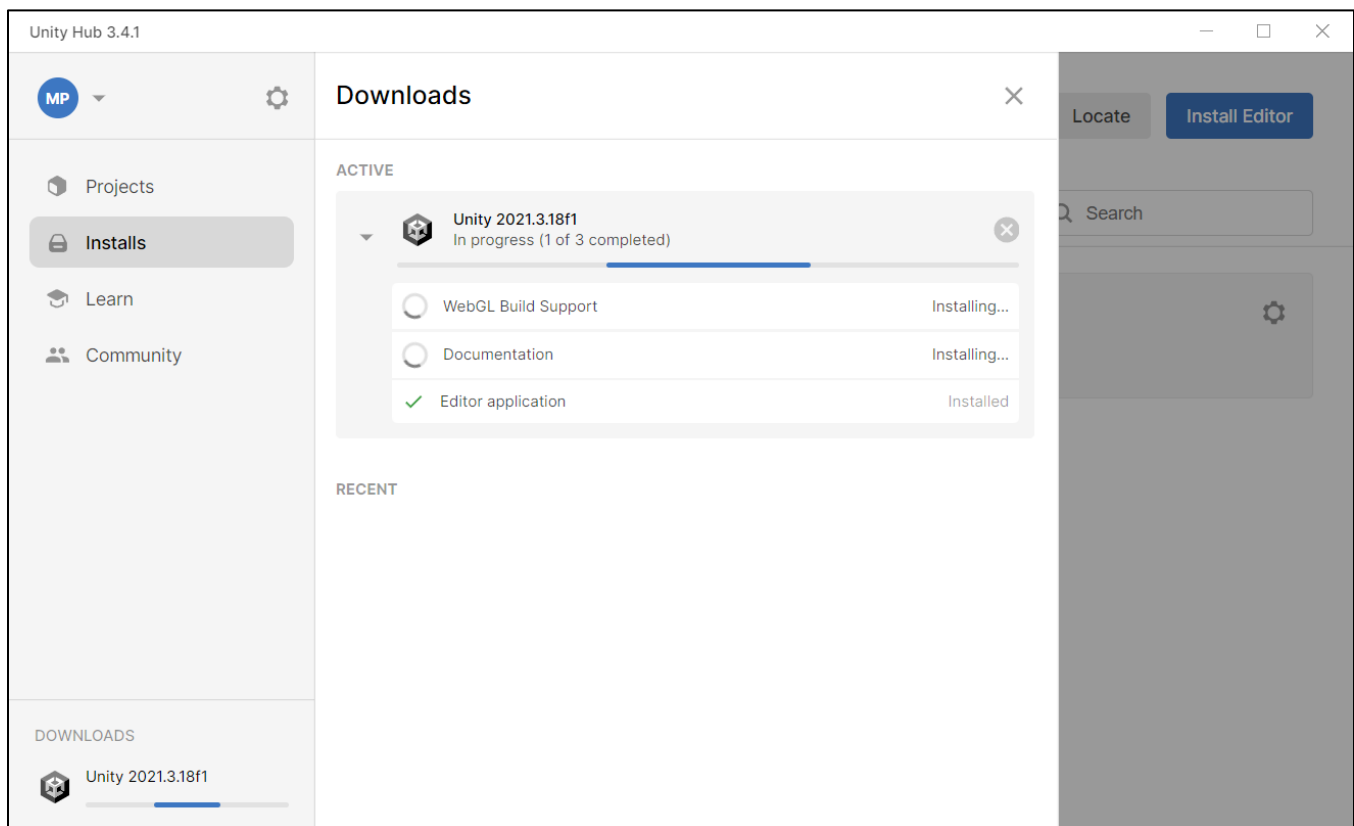 Unity Hub 3.4.1
MP
Downloads
Locate
Install Editor
ACTIVE
Projects
Unity 2021.3.18f1
In progress (1 of 3 completed)
Search
Installs
Learn
WebGL Build Support
Installing...
Community
Documentation
Installing...
Editor application
Installed
RECENT
DOWNLOADS
Unity 2021.3.18f1